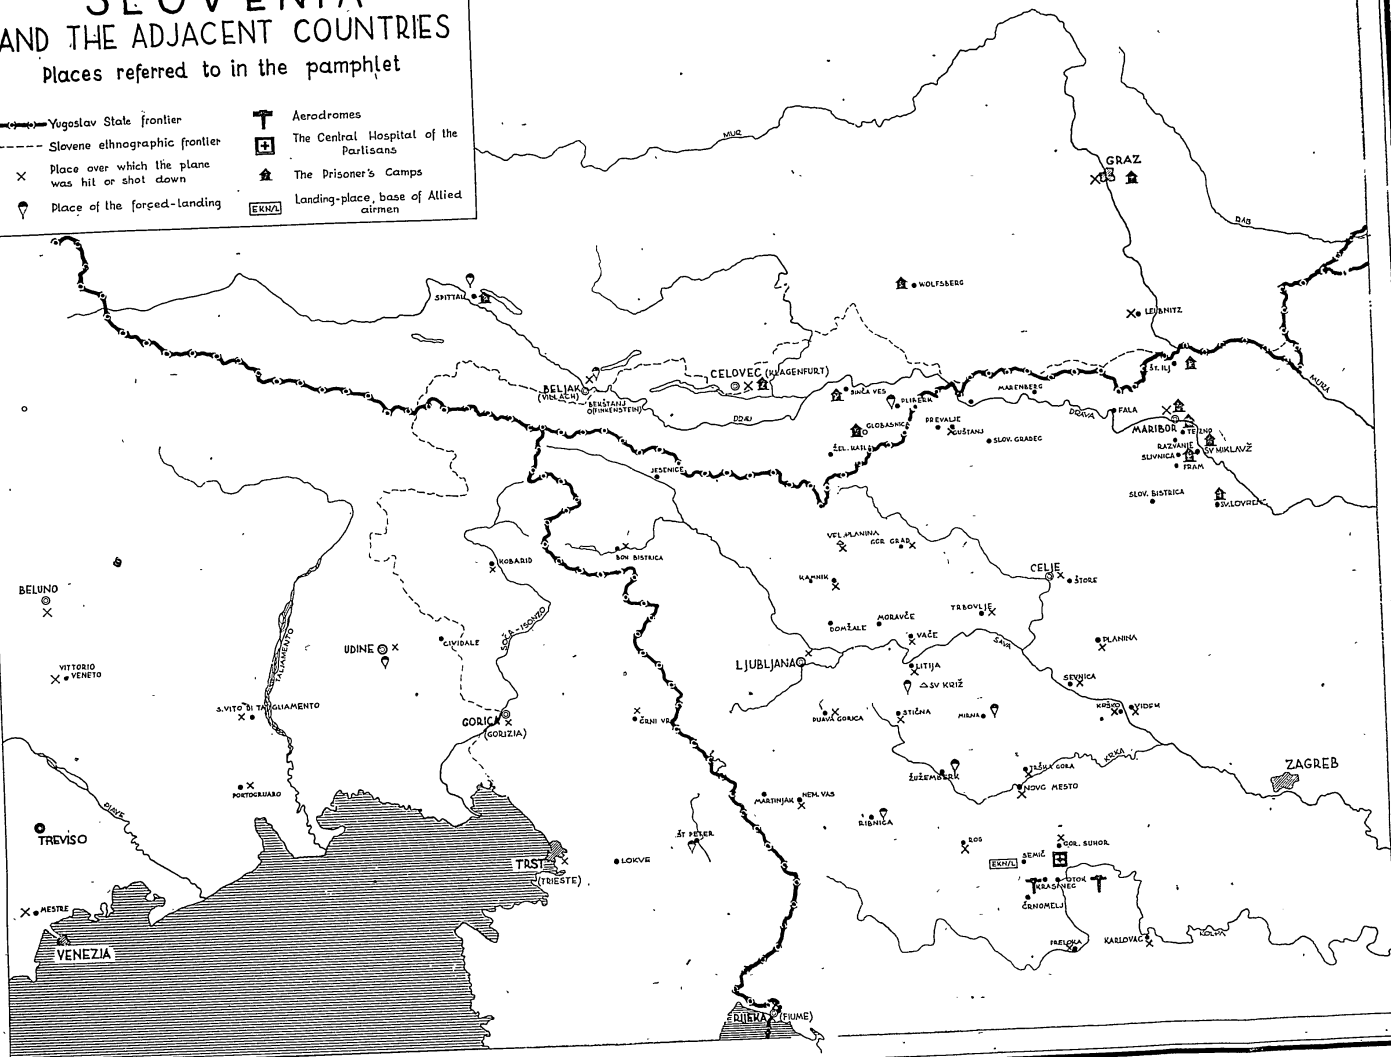 SLOVENIA
AND THE ADJACENT COUNTRIES
Places referred to in the pamphlet
Yugoslav State frontier
Slovene ethnographic frontier
Place over which the plane
was hit or shot down
Place of the forced-landing
Aerodromes
The Central Hospital of the
Partisans
The Prisoner's Camps
EKN/L
Landing-place, base of Allied
airmen
MUR
GRAZ
RAB
SPITTAL
WOLFSBERG
LEIBNITZ
ŠT. ILJ
MURA
BELJAK
(VILLACH)
BEKŠTANJ
(FINKENSTEIN)
CELOVEC (KLAGENFURT)
SINČA VES
PLIBERK
MARENBERG
DRAVA
FALA
MARIBOR
TEZNO
RAZVANJE
SLIVNICA
SV MIKLAVŽ
FRAM
GLOBASNICA
PREVALJE
GUŠTANJ
SLOV. GRADEC
JESENICE
SLOV. BISTRICA
SV. LOVRENC
KOBARID
BOH BISTRICA
VEL. PLANINA
GOR GRAD
KAMNIK
CELJE
ŠTORE
BELUNO
TRBOVLJE
MORAVČE
DOMŽALE
VAČE
SAVA
PLANINA
SOČA-ISONZO
TALIAMENTO
UDINE
CIVIDALE
LJUBLJANA
LITIJA
SV KRIŽ
SEVNICA
VITTORIO
VENETO
S. VITO DI TAGLIAMENTO
GORICA
(GORIZIA)
ČRNI VR
STIČNA
MIRNA
VIDEM
PORTOGRUARO
PIAVE
TREVISO
ŽUŽEMBERK
TRŠKA GORA
KRKA
NOVO MESTO
ZAGREB
MARTINJAK
NEM. VAS
RIBNICA
ROG
GOR. SUHOR
SEMIČ
EKN/L
ŠT PETER
LOKVE
TRST
(TRIESTE)
KRASINEC
OTOK
ČRNOMELJ
MESTRE
VENEZIA
PRELOKA
KARLOVAC
KOLPA
RIJEKA (FIUME)